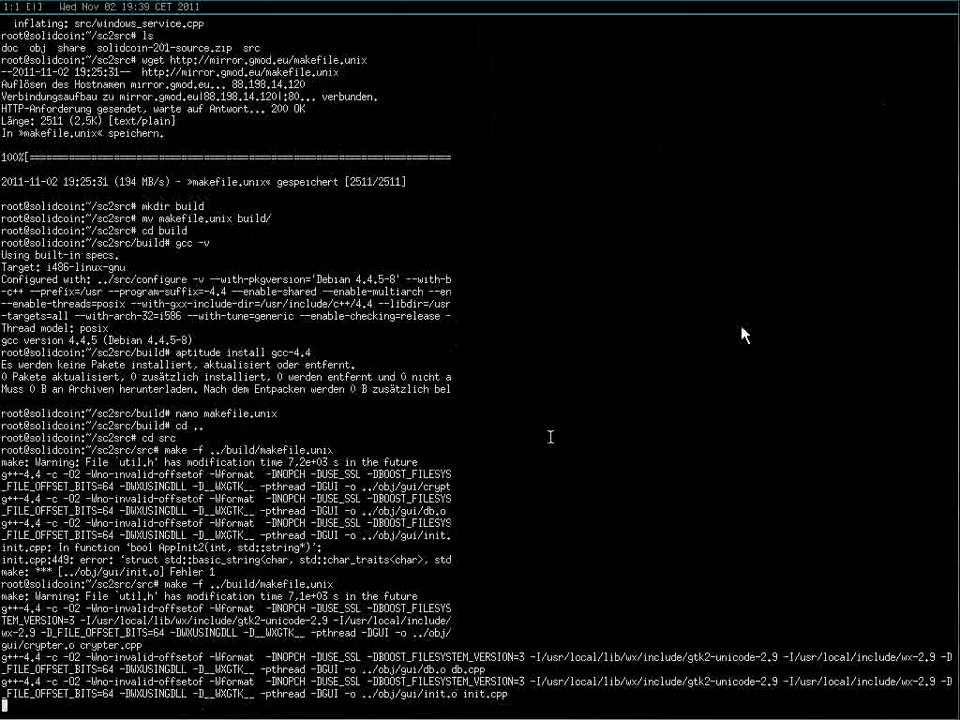 1:1 [|] Wed Nov 02 19:39 CET 2011
inflating: src/windows_service.cpp
root@solidcoin:~/sc2src# ls
doc obj share solidcoin-201-source.zip src
root@solidcoin:~/sc2src# wget http://mirror.gmod.eu/makefile.unix
--2011-11-02 19:25:31-- http://mirror.gmod.eu/makefile.unix
Auflösen des Hostnamen mirror.gmod.eu... 88.198.14.120
Verbindungsaufbau zu mirror.gmod.eu|88.198.14.120|:80... verbunden.
HTTP-Anforderung gesendet, warte auf Antwort... 200 OK
Länge: 2511 (2,5K) [text/plain]
In »makefile.unix« speichern.
100%[==================================================================
2011-11-02 19:25:31 (194 MB/s) - »makefile.unix« gespeichert [2511/2511]
root@solidcoin:~/sc2src# mkdir build
root@solidcoin:~/sc2src# mv makefile.unix build/
root@solidcoin:~/sc2src# cd build
root@solidcoin:~/sc2src/build# gcc -v
Using built-in specs.
Target: i486-linux-gnu
Configured with: ../src/configure -v --with-pkgversion='Debian 4.4.5-8' --with-b
-c++ --prefix=/usr --program-suffix=-4.4 --enable-shared --enable-multiarch --en
--enable-threads=posix --with-gxx-include-dir=/usr/include/c++/4.4 --libdir=/usr
-targets=all --with-arch-32=i586 --with-tune=generic --enable-checking=release -
Thread model: posix
gcc version 4.4.5 (Debian 4.4.5-8)
root@solidcoin:~/sc2src/build# aptitude install gcc-4.4
Es werden keine Pakete installiert, aktualisiert oder entfernt.
0 Pakete aktualisiert, 0 zusätzlich installiert, 0 werden entfernt und 0 nicht a
Muss 0 B an Archiven herunterladen. Nach dem Entpacken werden 0 B zusätzlich bel
root@solidcoin:~/sc2src/build# nano makefile.unix
root@solidcoin:~/sc2src/build# cd ..
root@solidcoin:~/sc2src# cd src
root@solidcoin:~/sc2src/src# make -f ../build/makefile.unix
make: Warning: File `util.h' has modification time 7,2e+03 s in the future
g++-4.4 -c -O2 -Wno-invalid-offsetof -Wformat -DNOPCH -DUSE_SSL -DBOOST_FILESYS
_FILE_OFFSET_BITS=64 -DWXUSINGDLL -D__WXGTK__ -pthread -DGUI -o ../obj/gui/crypt
g++-4.4 -c -O2 -Wno-invalid-offsetof -Wformat -DNOPCH -DUSE_SSL -DBOOST_FILESYS
_FILE_OFFSET_BITS=64 -DWXUSINGDLL -D__WXGTK__ -pthread -DGUI -o ../obj/gui/db.o
g++-4.4 -c -O2 -Wno-invalid-offsetof -Wformat -DNOPCH -DUSE_SSL -DBOOST_FILESYS
_FILE_OFFSET_BITS=64 -DWXUSINGDLL -D__WXGTK__ -pthread -DGUI -o ../obj/gui/init.
init.cpp: In function ‘bool AppInit2(int, std::string*)’:
init.cpp:449: error: ‘struct std::basic_string<char, std::char_traits<char>, std
make: *** [../obj/gui/init.o] Fehler 1
root@solidcoin:~/sc2src/src# make -f ../build/makefile.unix
make: Warning: File `util.h' has modification time 7,1e+03 s in the future
g++-4.4 -c -O2 -Wno-invalid-offsetof -Wformat -DNOPCH -DUSE_SSL -DBOOST_FILESYS
TEM_VERSION=3 -I/usr/local/lib/wx/include/gtk2-unicode-2.9 -I/usr/local/include/
wx-2.9 -D_FILE_OFFSET_BITS=64 -DWXUSINGDLL -D__WXGTK__ -pthread -DGUI -o ../obj/
gui/crypter.o crypter.cpp
g++-4.4 -c -O2 -Wno-invalid-offsetof -Wformat -DNOPCH -DUSE_SSL -DBOOST_FILESYSTEM_VERSION=3 -I/usr/local/lib/wx/include/gtk2-unicode-2.9 -I/usr/local/include/wx-2.9 -D
_FILE_OFFSET_BITS=64 -DWXUSINGDLL -D__WXGTK__ -pthread -DGUI -o ../obj/gui/db.o db.cpp
g++-4.4 -c -O2 -Wno-invalid-offsetof -Wformat -DNOPCH -DUSE_SSL -DBOOST_FILESYSTEM_VERSION=3 -I/usr/local/lib/wx/include/gtk2-unicode-2.9 -I/usr/local/include/wx-2.9 -D
_FILE_OFFSET_BITS=64 -DWXUSINGDLL -D__WXGTK__ -pthread -DGUI -o ../obj/gui/init.o init.cpp